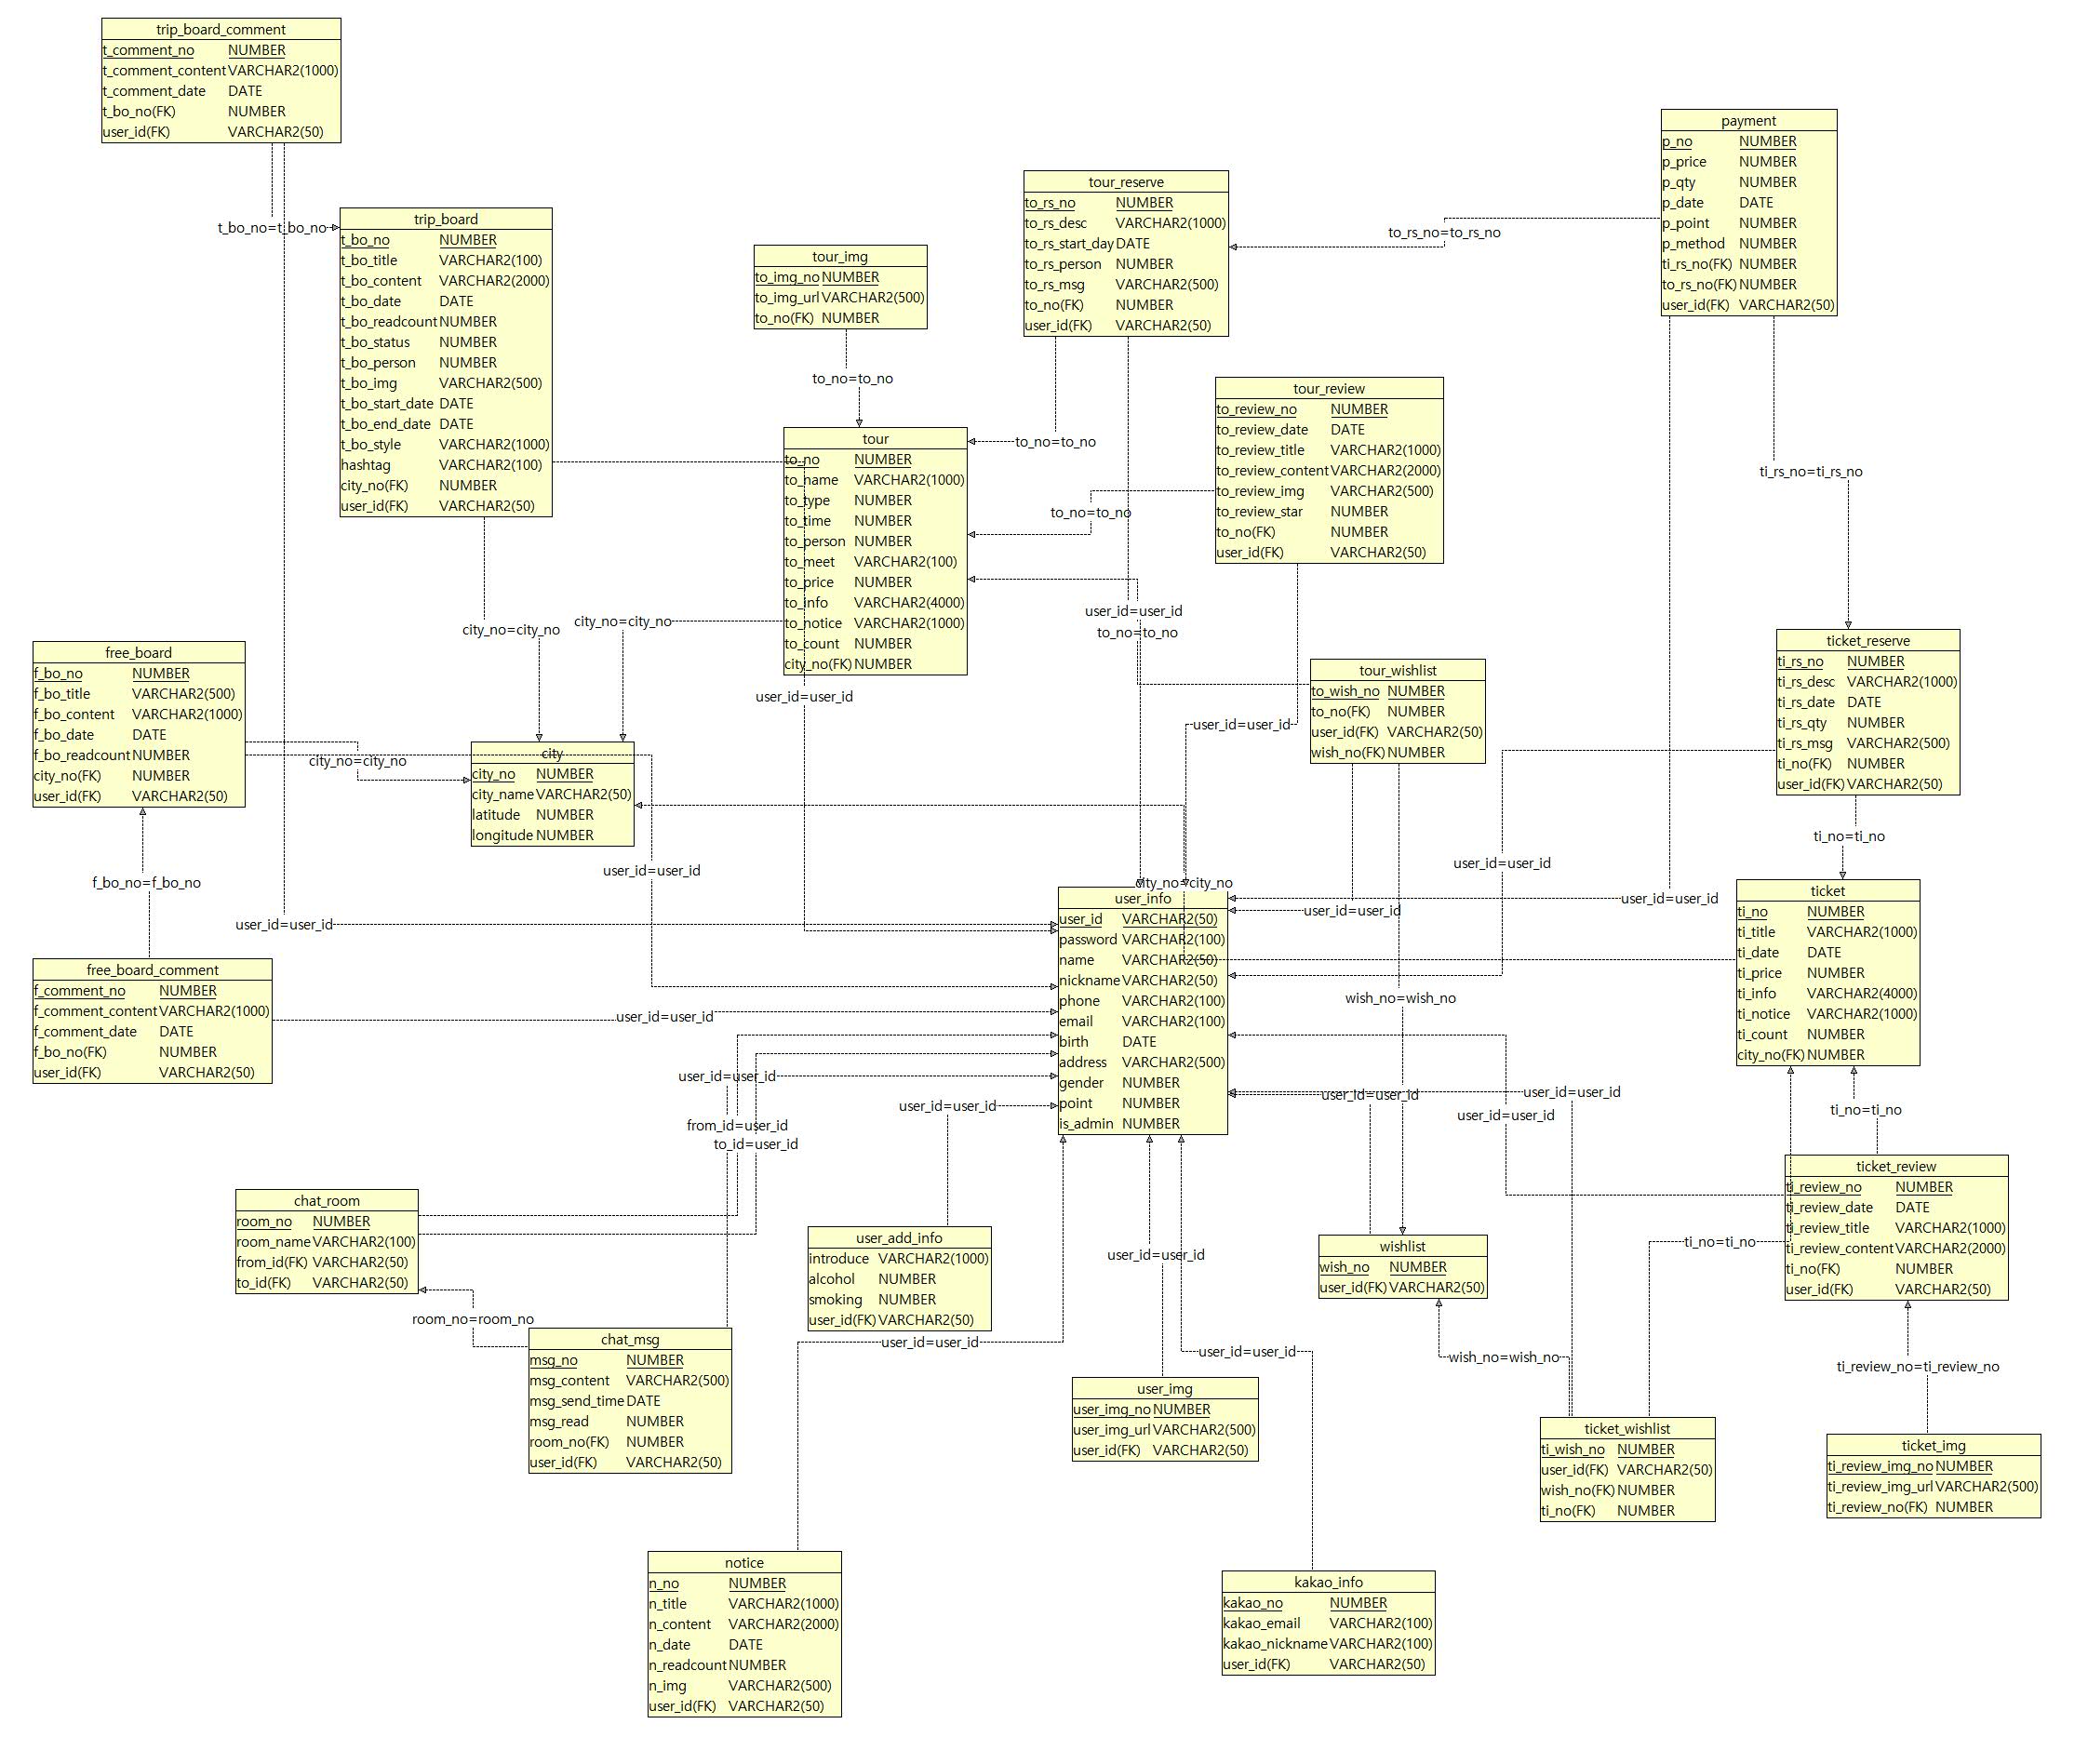 trip_board_comment
t_comment_no NUMBER
t_comment_content VARCHAR2(1000)
t_comment_date DATE
t_bo_no(FK) NUMBER
user_id(FK) VARCHAR2(50)
payment
p_no NUMBER
p_price NUMBER
p_qty NUMBER
p_date DATE
p_point NUMBER
p_method NUMBER
ti_rs_no(FK) NUMBER
to_rs_no(FK) NUMBER
user_id(FK) VARCHAR2(50)
tour_reserve
to_rs_no NUMBER
to_rs_desc VARCHAR2(1000)
to_rs_start_day DATE
to_rs_person NUMBER
to_rs_msg VARCHAR2(500)
to_no(FK) NUMBER
user_id(FK) VARCHAR2(50)
to_rs_no=to_rs_no
t_bo_no=t_bo_no
trip_board
t_bo_no NUMBER
t_bo_title VARCHAR2(100)
t_bo_content VARCHAR2(2000)
t_bo_date DATE
t_bo_readcount NUMBER
t_bo_status NUMBER
t_bo_person NUMBER
t_bo_img VARCHAR2(500)
t_bo_start_date DATE
t_bo_end_date DATE
t_bo_style VARCHAR2(1000)
hashtag VARCHAR2(100)
city_no(FK) NUMBER
user_id(FK) VARCHAR2(50)
tour_img
to_img_no NUMBER
to_img_url VARCHAR2(500)
to_no(FK) NUMBER
to_no=to_no
tour_review
to_review_no NUMBER
to_review_date DATE
to_review_title VARCHAR2(1000)
to_review_content VARCHAR2(2000)
to_review_img VARCHAR2(500)
to_review_star NUMBER
to_no(FK) NUMBER
user_id(FK) VARCHAR2(50)
tour
to_no NUMBER
to_name VARCHAR2(1000)
to_type NUMBER
to_time NUMBER
to_person NUMBER
to_meet VARCHAR2(100)
to_price NUMBER
to_info VARCHAR2(4000)
to_notice VARCHAR2(1000)
to_count NUMBER
city_no(FK) NUMBER
to_no=to_no
to_no=to_no
ti_rs_no=ti_rs_no
user_id=user_id
to_no=to_no
city_no=city_no
city_no=city_no
free_board
f_bo_no NUMBER
f_bo_title VARCHAR2(500)
f_bo_content VARCHAR2(1000)
f_bo_date DATE
f_bo_readcount NUMBER
city_no(FK) NUMBER
user_id(FK) VARCHAR2(50)
ticket_reserve
ti_rs_no NUMBER
ti_rs_desc VARCHAR2(1000)
ti_rs_date DATE
ti_rs_qty NUMBER
ti_rs_msg VARCHAR2(500)
ti_no(FK) NUMBER
user_id(FK) VARCHAR2(50)
tour_wishlist
to_wish_no NUMBER
to_no(FK) NUMBER
user_id(FK) VARCHAR2(50)
wish_no(FK) NUMBER
user_id=user_id
user_id=user_id
city_no=city_no
city
city_no NUMBER
city_name VARCHAR2(50)
latitude NUMBER
longitude NUMBER
ti_no=ti_no
user_id=user_id
user_id=user_id
f_bo_no=f_bo_no
city_no=city_no
user_info
user_id VARCHAR2(50)
password VARCHAR2(100)
name VARCHAR2(50)
nickname VARCHAR2(50)
phone VARCHAR2(100)
email VARCHAR2(100)
birth DATE
address VARCHAR2(500)
gender NUMBER
point NUMBER
is_admin NUMBER
ticket
ti_no NUMBER
ti_title VARCHAR2(1000)
ti_date DATE
ti_price NUMBER
ti_info VARCHAR2(4000)
ti_notice VARCHAR2(1000)
ti_count NUMBER
city_no(FK) NUMBER
user_id=user_id
user_id=user_id
user_id=user_id
free_board_comment
f_comment_no NUMBER
f_comment_content VARCHAR2(1000)
f_comment_date DATE
f_bo_no(FK) NUMBER
user_id(FK) VARCHAR2(50)
wish_no=wish_no
user_id=user_id
user_id=user_id
user_id=user_id
user_id=user_id
user_id=user_id
user_id=user_id
ti_no=ti_no
from_id=user_id
to_id=user_id
ticket_review
ti_review_no NUMBER
ti_review_date DATE
ti_review_title VARCHAR2(1000)
ti_review_content VARCHAR2(2000)
ti_no(FK) NUMBER
user_id(FK) VARCHAR2(50)
chat_room
room_no NUMBER
room_name VARCHAR2(100)
from_id(FK) VARCHAR2(50)
to_id(FK) VARCHAR2(50)
user_add_info
introduce VARCHAR2(1000)
alcohol NUMBER
smoking NUMBER
user_id(FK) VARCHAR2(50)
wishlist
wish_no NUMBER
user_id(FK) VARCHAR2(50)
ti_no=ti_no
user_id=user_id
room_no=room_no
user_id=user_id
user_id=user_id
wish_no=wish_no
ti_review_no=ti_review_no
chat_msg
msg_no NUMBER
msg_content VARCHAR2(500)
msg_send_time DATE
msg_read NUMBER
room_no(FK) NUMBER
user_id(FK) VARCHAR2(50)
user_img
user_img_no NUMBER
user_img_url VARCHAR2(500)
user_id(FK) VARCHAR2(50)
ticket_wishlist
ti_wish_no NUMBER
user_id(FK) VARCHAR2(50)
wish_no(FK) NUMBER
ti_no(FK) NUMBER
ticket_img
ti_review_img_no NUMBER
ti_review_img_url VARCHAR2(500)
ti_review_no(FK) NUMBER
notice
n_no NUMBER
n_title VARCHAR2(1000)
n_content VARCHAR2(2000)
n_date DATE
n_readcount NUMBER
n_img VARCHAR2(500)
user_id(FK) VARCHAR2(50)
kakao_info
kakao_no NUMBER
kakao_email VARCHAR2(100)
kakao_nickname VARCHAR2(100)
user_id(FK) VARCHAR2(50)